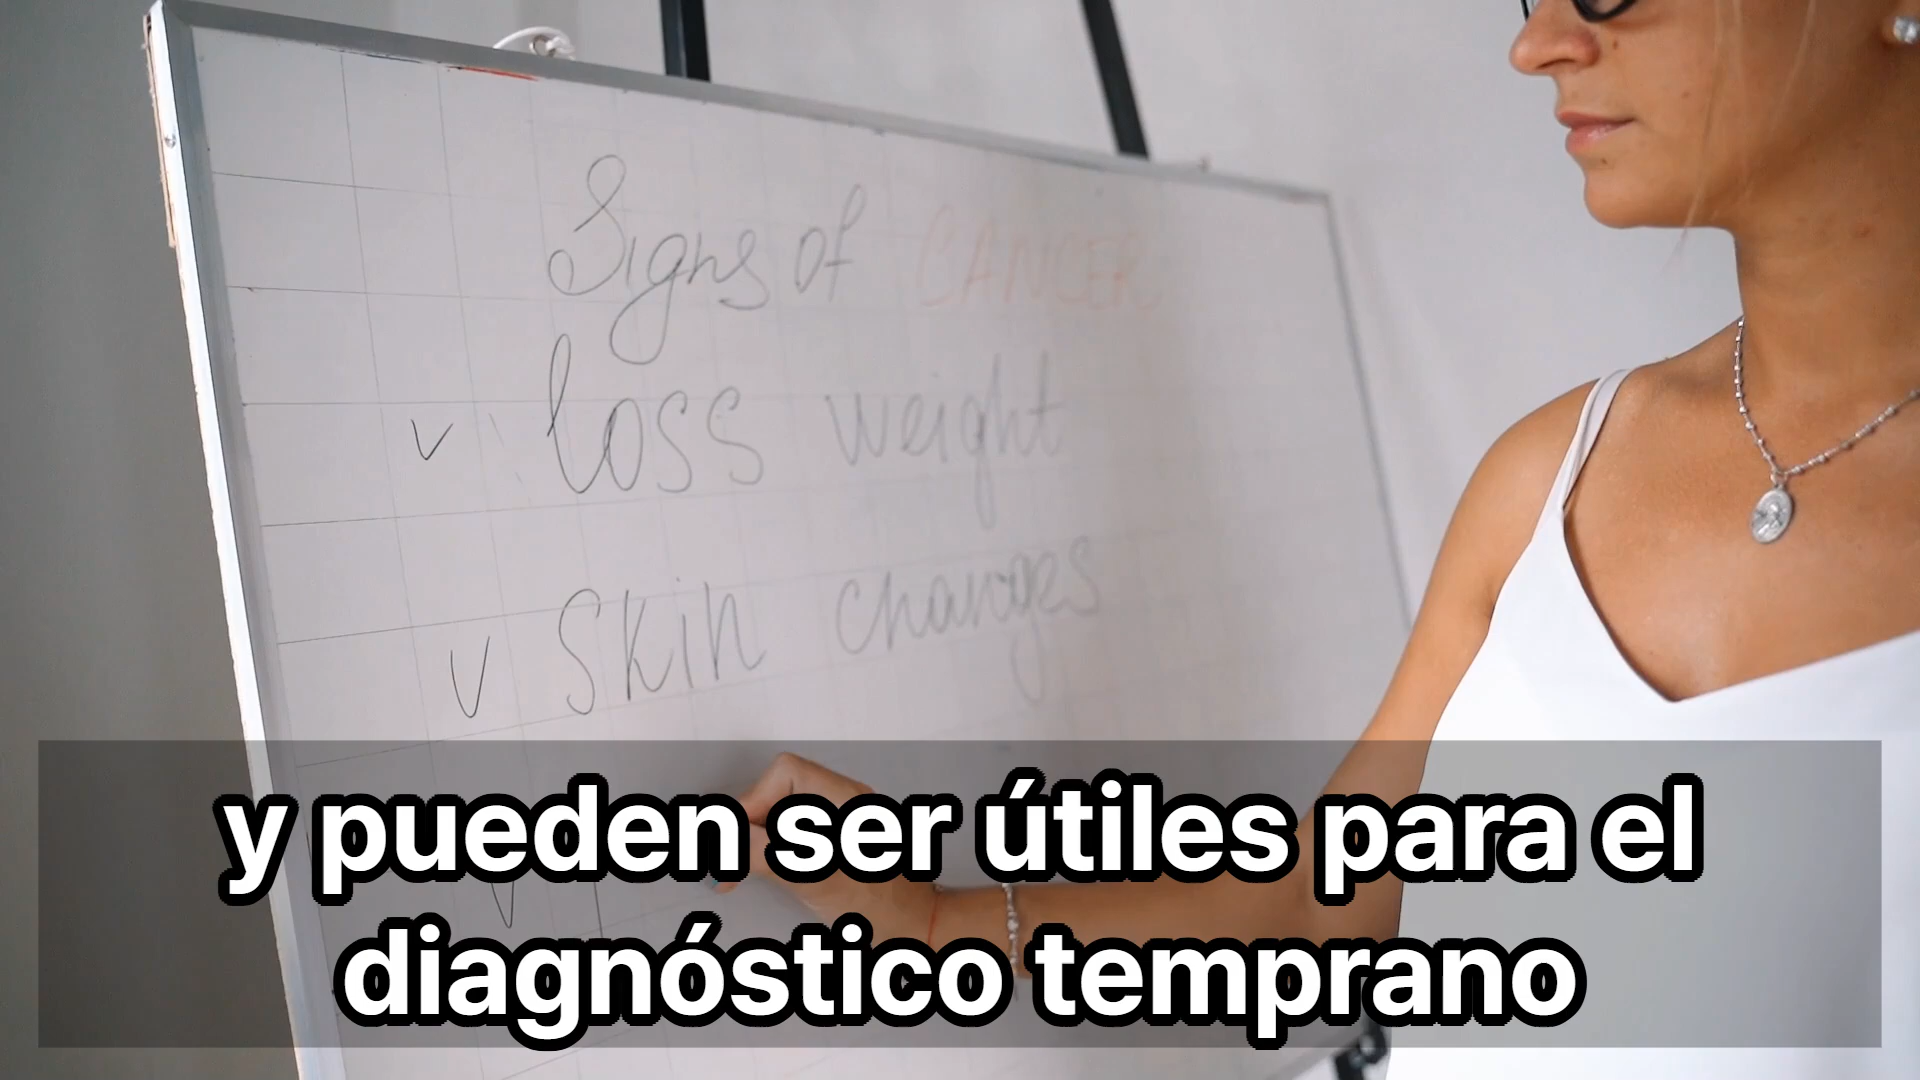 Signs of CANCER
v loss weight
v skin changes
v
y pueden ser útiles para el
diagnóstico temprano